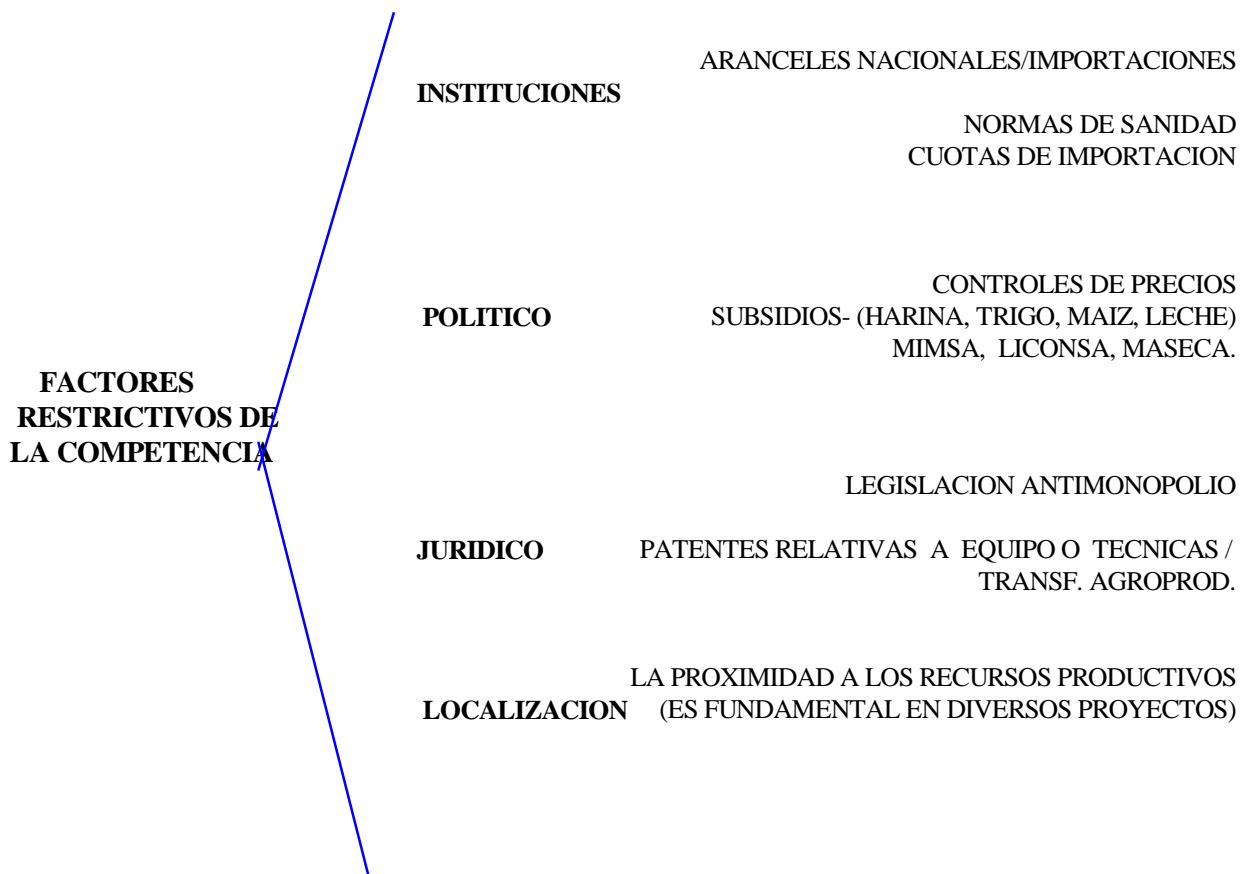 FACTORES
RESTRICTIVOS DE
LA COMPETENCIA
INSTITUCIONES
ARANCELES NACIONALES/IMPORTACIONES
NORMAS DE SANIDAD
CUOTAS DE IMPORTACION
POLITICO
CONTROLES DE PRECIOS
SUBSIDIOS- (HARINA, TRIGO, MAIZ, LECHE)
MIMSA, LICONSA, MASECA.
JURIDICO
LEGISLACION ANTIMONOPOLIO
PATENTES RELATIVAS A EQUIPO O TECNICAS /
TRANSF. AGROPROD.
LOCALIZACION
LA PROXIMIDAD A LOS RECURSOS PRODUCTIVOS
(ES FUNDAMENTAL EN DIVERSOS PROYECTOS)